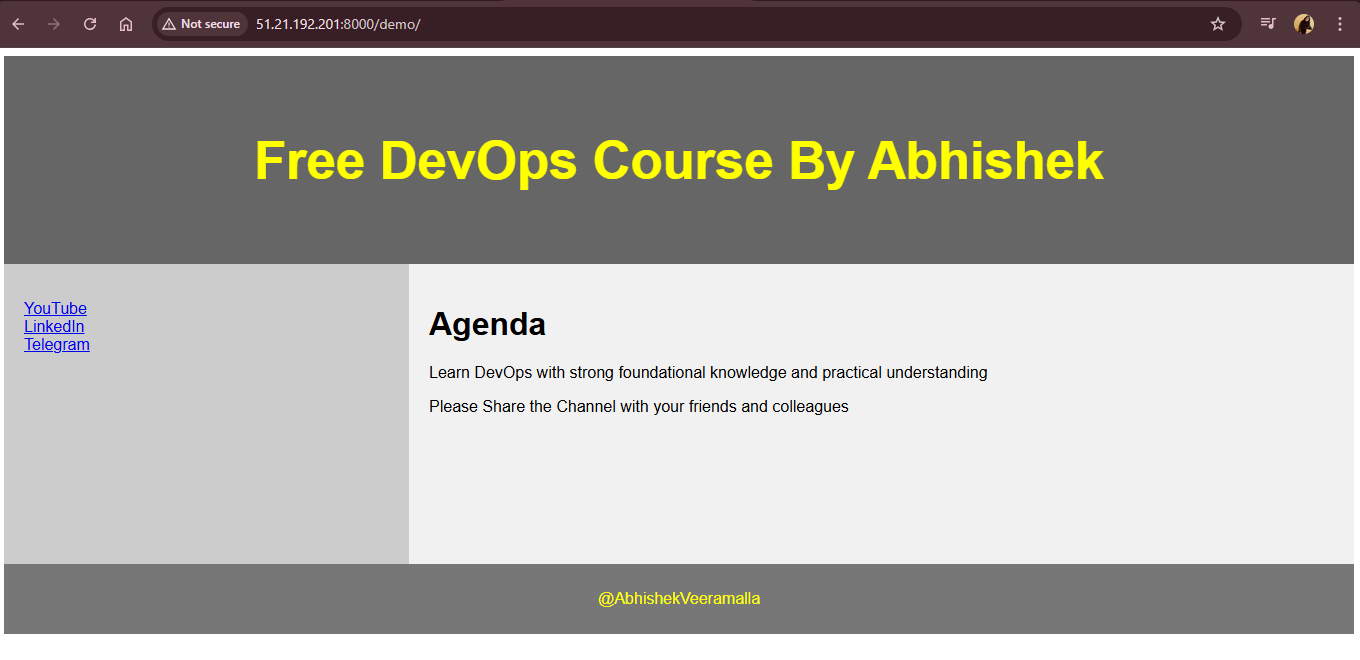 Not secure 51.21.192.201:8000/demo/
Free DevOps Course By Abhishek
YouTube
LinkedIn
Telegram
Agenda
Learn DevOps with strong foundational knowledge and practical understanding
Please Share the Channel with your friends and colleagues
@AbhishekVeeramalla